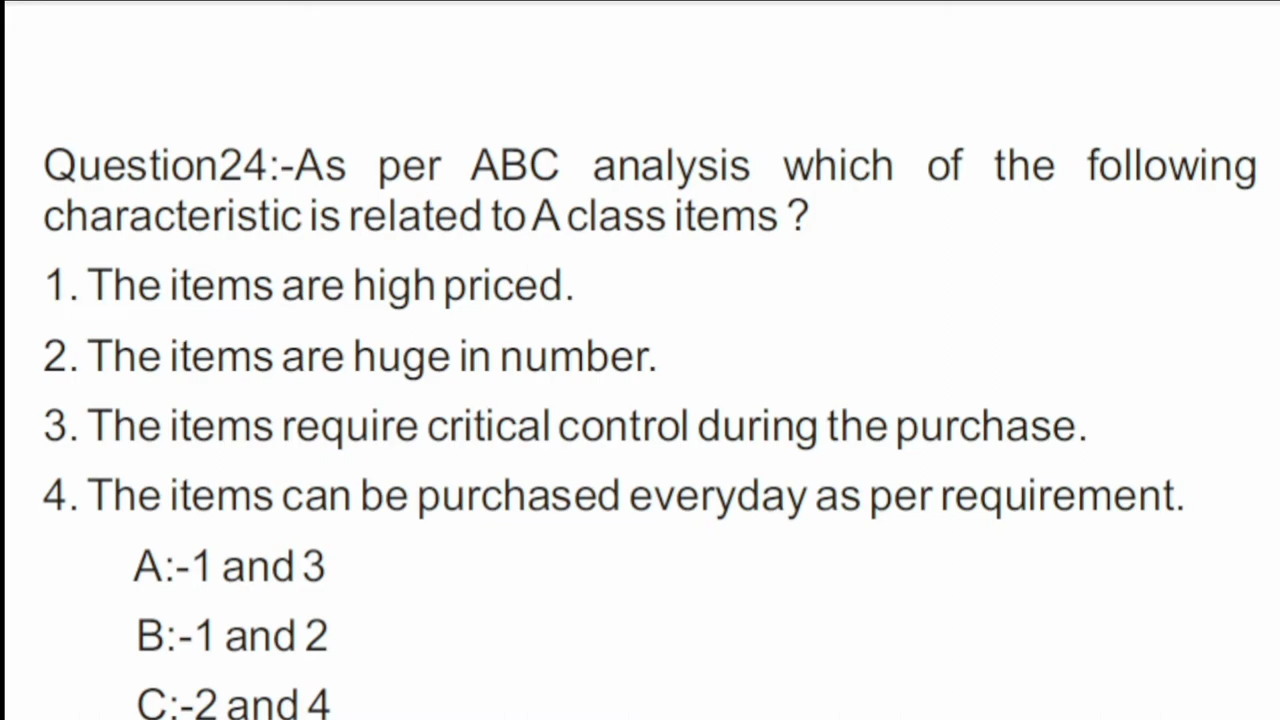 Question24:-As per ABC analysis which of the following
characteristic is related to A class items ?
1. The items are high priced.
2. The items are huge in number.
3. The items require critical control during the purchase.
4. The items can be purchased everyday as per requirement.
A:-1 and 3
B:-1 and 2
C:-2 and 4